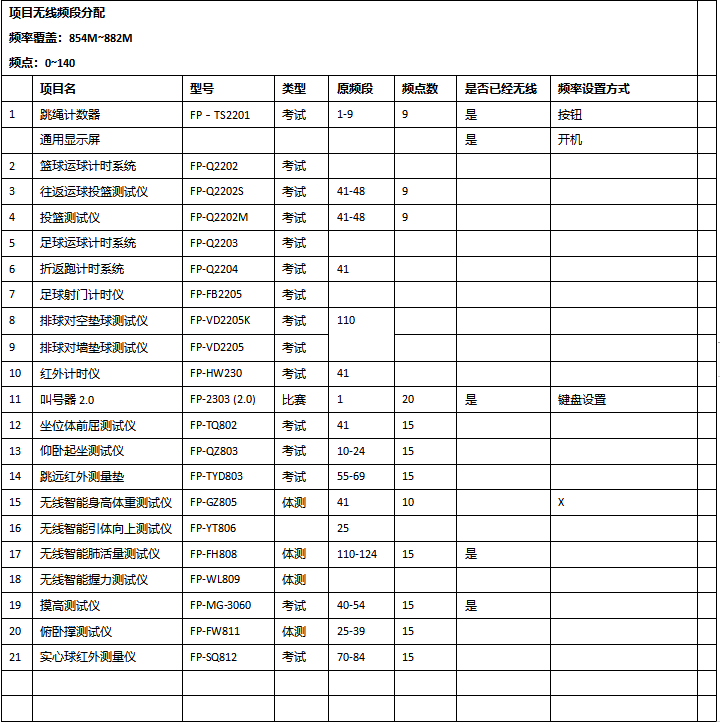 项目无线频段分配
频率覆盖：854M~882M
频点：0~140
项目名 型号 类型 原频段 频点数 是否已经无线 频率设置方式
1 跳绳计数器 FP－TS2201 考试 1-9 9 是 按钮
通用显示屏 是 开机
2 篮球运球计时系统 FP-Q2202 考试
3 往返运球投篮测试仪 FP-Q2202S 考试 41-48 9
4 投篮测试仪 FP-Q2202M 考试 41-48 9
5 足球运球计时系统 FP-Q2203 考试
6 折返跑计时系统 FP-Q2204 考试 41
7 足球射门计时仪 FP-FB2205 考试
8 排球对空垫球测试仪 FP-VD2205K 考试 110
9 排球对墙垫球测试仪 FP-VD2205 考试
10 红外计时仪 FP-HW230 考试 41
11 叫号器 2.0 FP-2303 (2.0) 比赛 1 20 是 键盘设置
12 坐位体前屈测试仪 FP-TQ802 考试 41 15
13 仰卧起坐测试仪 FP-QZ803 考试 10-24 15
14 跳远红外测量垫 FP-TYD803 考试 55-69 15
15 无线智能身高体重测试仪 FP-GZ805 体测 41 10 X
16 无线智能引体向上测试仪 FP-YT806 25
17 无线智能肺活量测试仪 FP-FH808 体测 110-124 15 是
18 无线智能握力测试仪 FP-WL809 体测
19 摸高测试仪 FP-MG-3060 考试 40-54 15 是
20 俯卧撑测试仪 FP-FW811 体测 25-39 15
21 实心球红外测量仪 FP-SQ812 考试 70-84 15